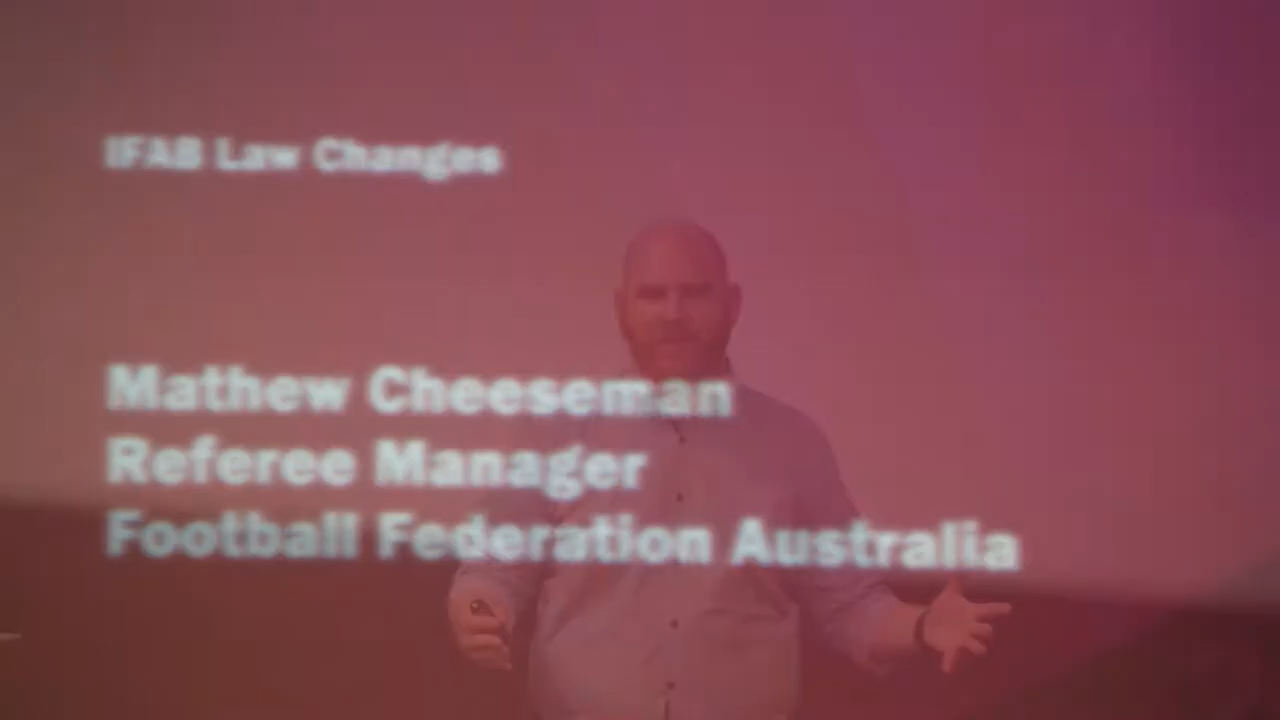 IFAB Law Changes
Mathew Cheeseman
Referee Manager
Football Federation Australia